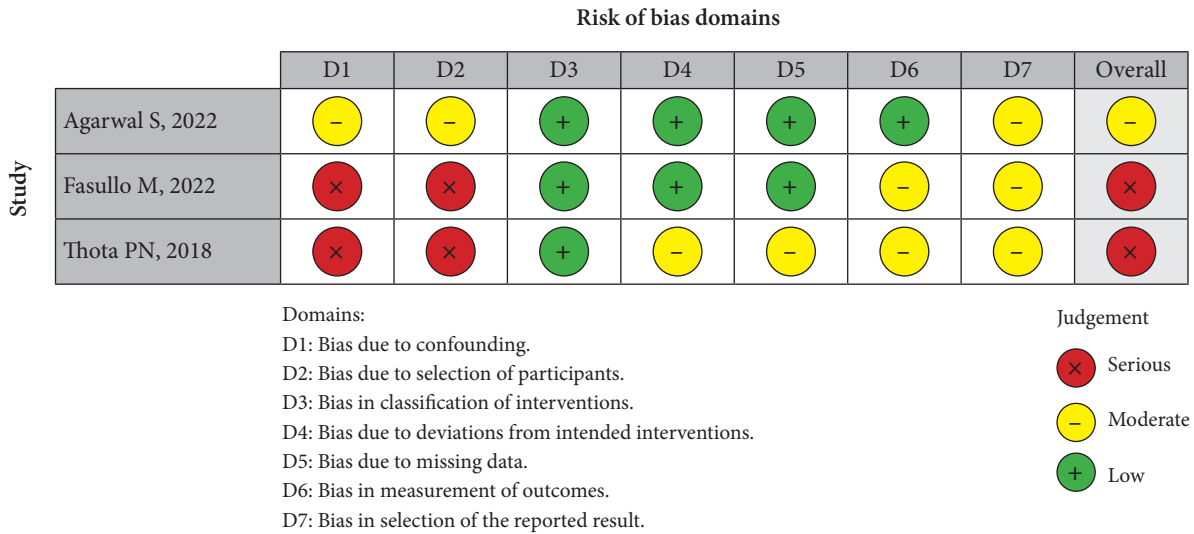 Risk of bias domains
D1 D2 D3 D4 D5 D6 D7 Overall
Study
Agarwal S, 2022 – – + + + + – –
Fasullo M, 2022 × × + + + – – ×
Thota PN, 2018 × × + – – – – ×
Domains:
D1: Bias due to confounding.
D2: Bias due to selection of participants.
D3: Bias in classification of interventions.
D4: Bias due to deviations from intended interventions.
D5: Bias due to missing data.
D6: Bias in measurement of outcomes.
D7: Bias in selection of the reported result.
Judgement
× Serious
– Moderate
+ Low